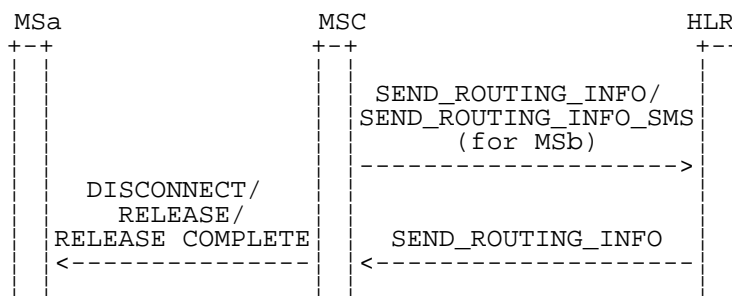 MSa MSC HLR
SEND_ROUTING_INFO/
SEND_ROUTING_INFO_SMS
(for MSb)
DISCONNECT/
RELEASE/
RELEASE COMPLETE SEND_ROUTING_INFO